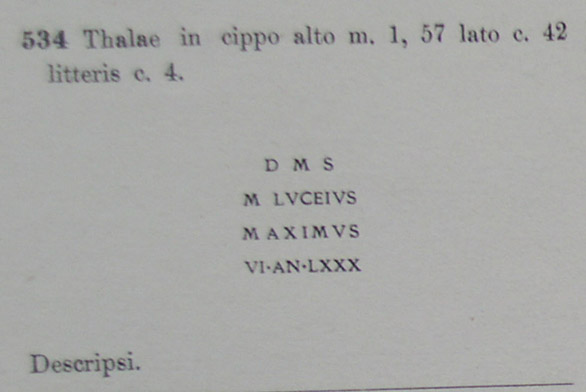 534 Thalae in cippo alto m. 1, 57 lato c. 42
litteris c. 4.
D M S
M LVCEIVS
MAXIMVS
VI·AN·LXXX
Descripsi.